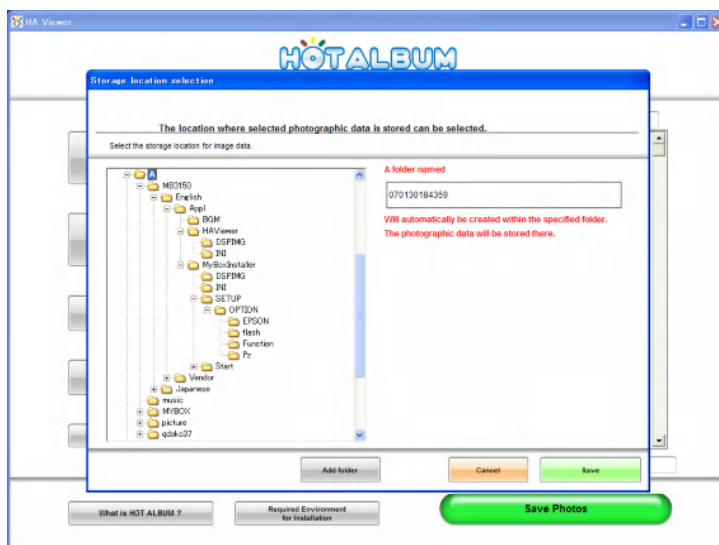 HA Viewer
HOT ALBUM
Storage location selection
The location where selected photographic data is stored can be selected.
Select the storage location for image data.
A
MB3150
English
Appl
BGM
HAViewer
DSPIMG
INI
MyBoxInstaller
DSPIMG
INI
SETUP
OPTION
EPSON
flash
Function
Pz
Start
Vendor
Japanese
music
MYBOX
picture
qdoko37
A folder named
070130184359
Will automatically be created within the specified folder.
The photographic data will be stored there.
Add folder
Cancel
Save
What is HOT ALBUM ?
Required Environment
for Installation
Save Photos